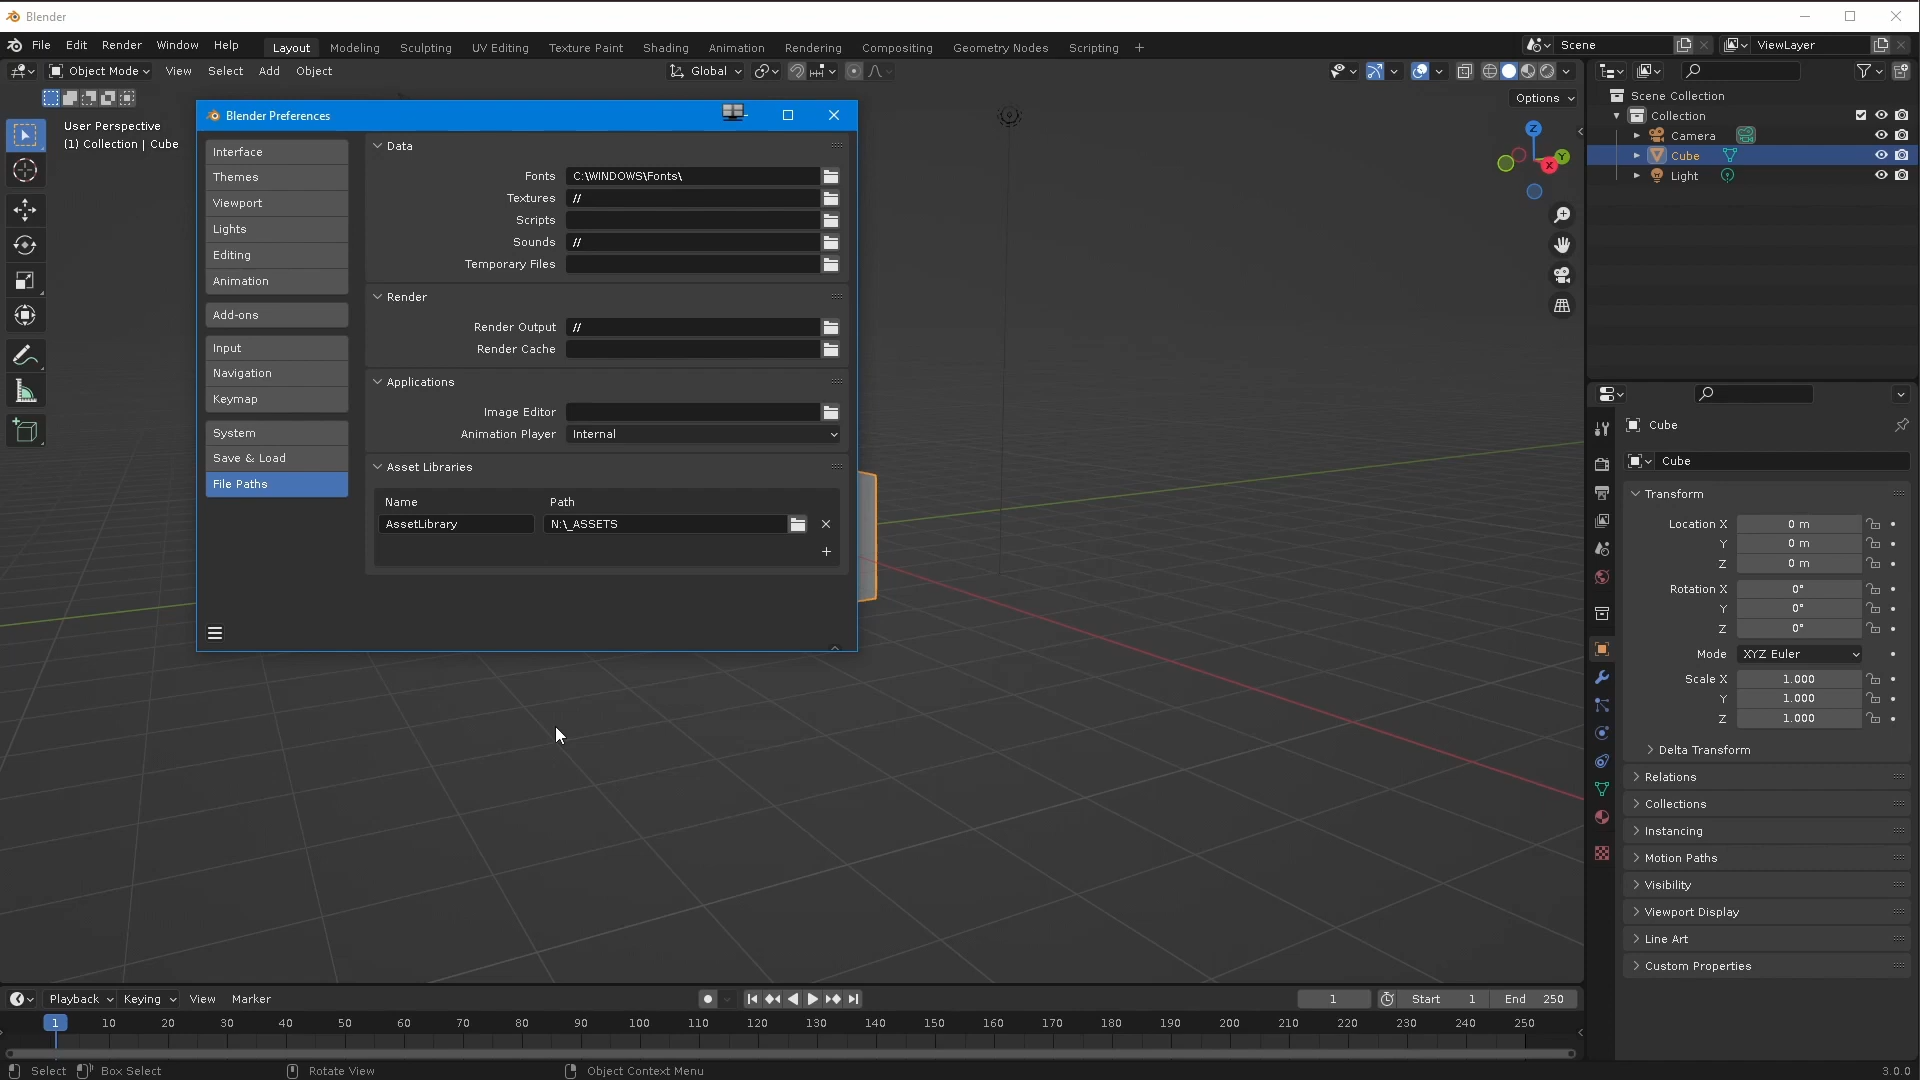 Blender
File Edit Render Window Help Layout Modeling Sculpting UV Editing Texture Paint Shading Animation Rendering Compositing Geometry Nodes Scripting + Scene ViewLayer
Object Mode View Select Add Object Global
Options
User Perspective
(1) Collection | Cube
Blender Preferences
Interface
Themes
Viewport
Lights
Editing
Animation
Add-ons
Input
Navigation
Keymap
System
Save & Load
File Paths
Data
Fonts C:\WINDOWS\Fonts\
Textures //
Scripts
Sounds //
Temporary Files
Render
Render Output //
Render Cache
Applications
Image Editor
Animation Player Internal
Asset Libraries
Name Path
AssetLibrary N:\_ASSETS
Z
Y
X
Scene Collection
Collection
Camera
Cube
Light
Cube
Cube
Transform
Location X 0 m
Y 0 m
Z 0 m
Rotation X 0°
Y 0°
Z 0°
Mode XYZ Euler
Scale X 1.000
Y 1.000
Z 1.000
Delta Transform
Relations
Collections
Instancing
Motion Paths
Visibility
Viewport Display
Line Art
Custom Properties
Playback Keying View Marker 1 Start 1 End 250
1 10 20 30 40 50 60 70 80 90 100 110 120 130 140 150 160 170 180 190 200 210 220 230 240 250
Select Box Select Rotate View Object Context Menu 3.0.0